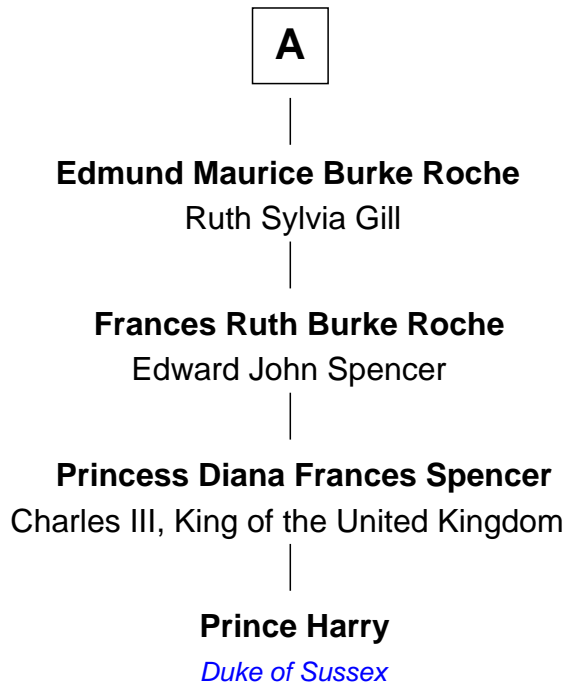 A
Edmund Maurice Burke Roche
Ruth Sylvia Gill
Frances Ruth Burke Roche
Edward John Spencer
Princess Diana Frances Spencer
Charles III, King of the United Kingdom
Prince Harry
Duke of Sussex